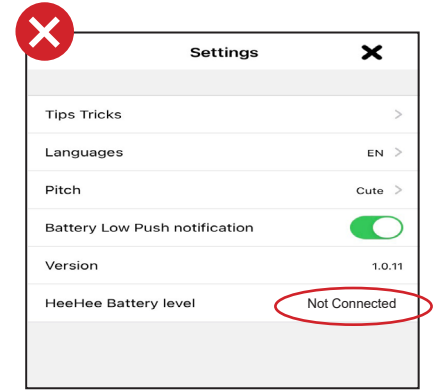 Settings
Tips Tricks
Languages EN
Pitch Cute
Battery Low Push notification
Version 1.0.11
HeeHee Battery level Not Connected